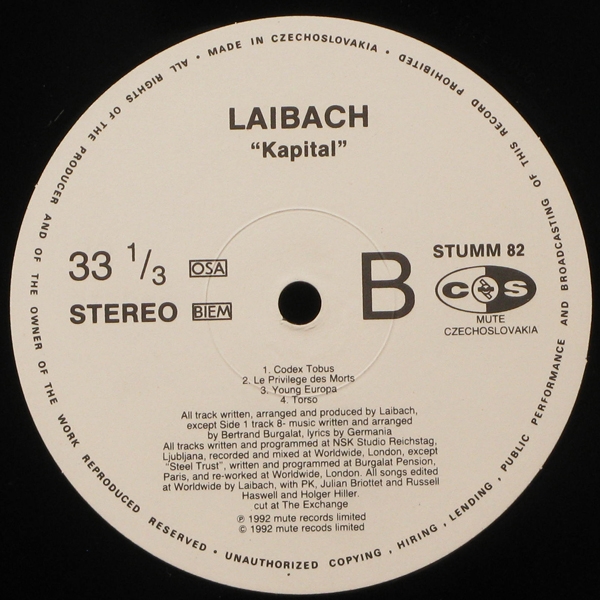 • MADE IN CZECHOSLOVAKIA • ALL RIGHTS OF THE PRODUCER AND OF THE OWNER OF THE WORK REPRODUCED RESERVED • UNAUTHORIZED COPYING, HIRING, LENDING, PUBLIC PERFORMANCE AND BROADCASTING OF THIS RECORD PROHIBITED
LAIBACH
“Kapital”
33 1/3 OSA
STEREO BIEM
B
STUMM 82
MUTE
CZECHOSLOVAKIA
1. Codex Tobus
2. Le Privilege des Morts
3. Young Europa
4. Torso
All track written, arranged and produced by Laibach,
except Side 1 track 8- music written and arranged
by Bertrand Burgalat, lyrics by Germania
All tracks written and programmed at NSK Studio Reichstag,
Ljubljana, recorded and mixed at Worldwide, London, except
“Steel Trust”, written and programmed at Burgalat Pension,
Paris, and re-worked at Worldwide, London. All songs edited
at Worldwide by Laibach, with PK, Julian Briottet and Russell
Haswell and Holger Hiller.
cut at The Exchange
℗ 1992 mute records limited
© 1992 mute records limited